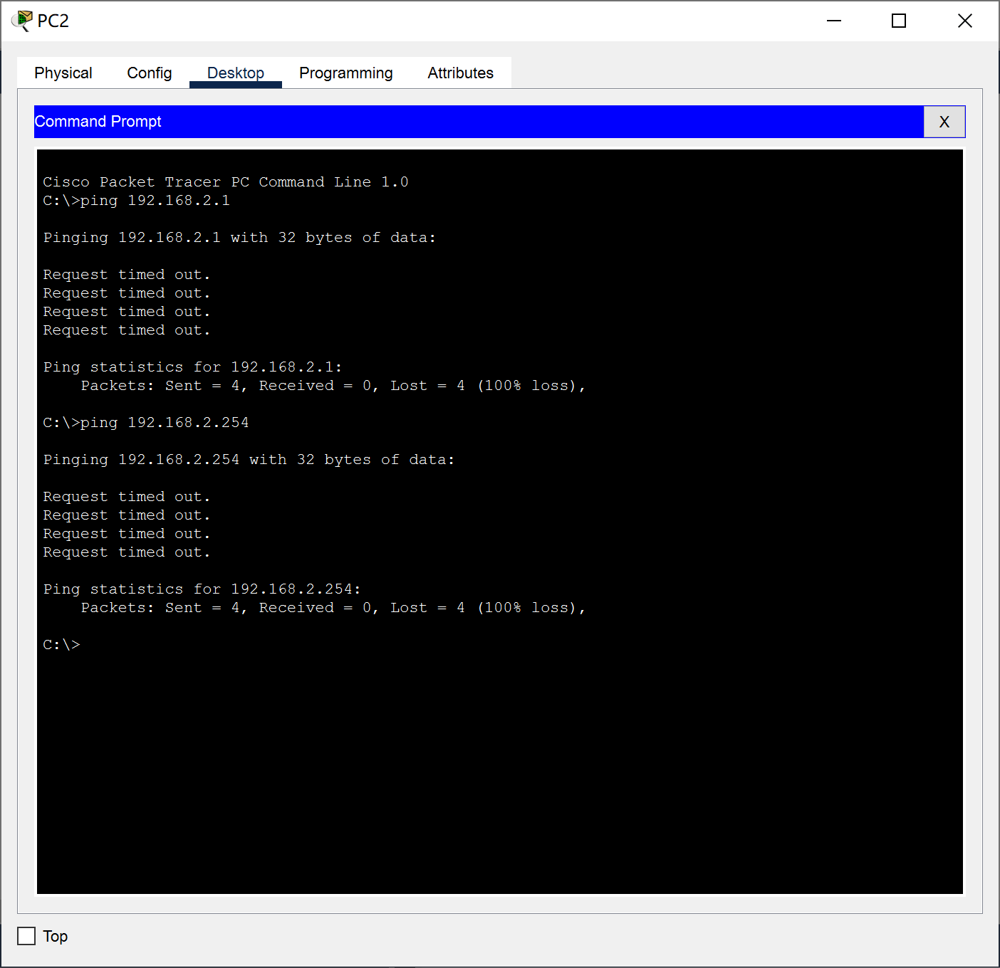 PC2
Physical Config Desktop Programming Attributes
Command Prompt X
Cisco Packet Tracer PC Command Line 1.0
C:\>ping 192.168.2.1
Pinging 192.168.2.1 with 32 bytes of data:
Request timed out.
Request timed out.
Request timed out.
Request timed out.
Ping statistics for 192.168.2.1:
    Packets: Sent = 4, Received = 0, Lost = 4 (100% loss),
C:\>ping 192.168.2.254
Pinging 192.168.2.254 with 32 bytes of data:
Request timed out.
Request timed out.
Request timed out.
Request timed out.
Ping statistics for 192.168.2.254:
    Packets: Sent = 4, Received = 0, Lost = 4 (100% loss),
C:\>
Top